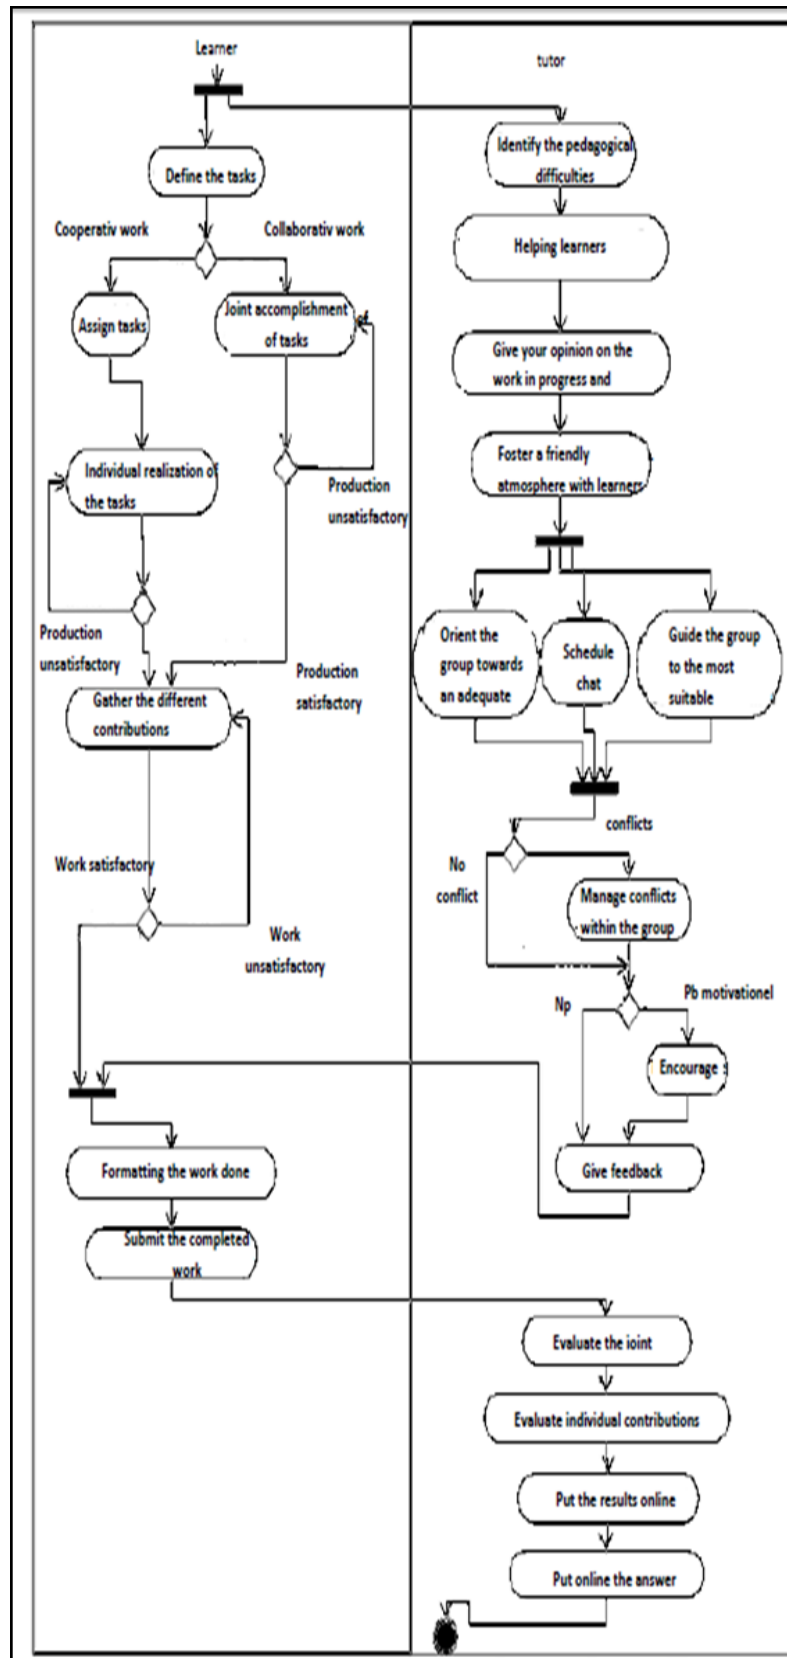 Learner
tutor
Define the tasks
Cooperativ work
Collaborativ work
Assign tasks
Joint accomplishment of
of tasks
Individual realization of
the tasks
Production
unsatisfactory
Production
unsatisfactory
Production
satisfactory
Gather the different
contributions
Work satisfactory
Work
unsatisfactory
Formatting the work done
Submit the completed
work
Identify the pedagogical
difficulties
Helping learners
Give your opinion on the
work in progress and
Foster a friendly
atmosphere with learners
Orient the
group towards
an adequate
Schedule
chat
Guide the group
to the most
suitable
conflicts
No
conflict
Manage conflicts
within the group
Np
Pb motivationel
Encourage
Give feedback
Evaluate the joint
Evaluate individual contributions
Put the results online
Put online the answer